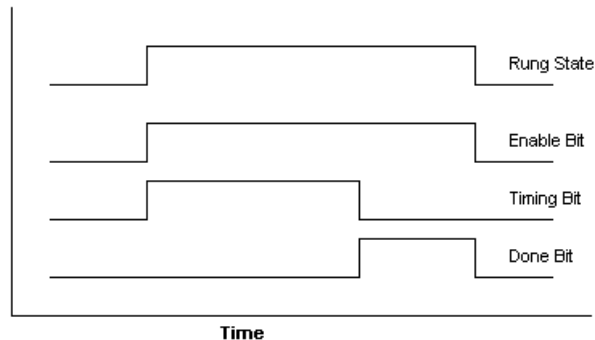 Rung State
Enable Bit
Timing Bit
Done Bit
Time